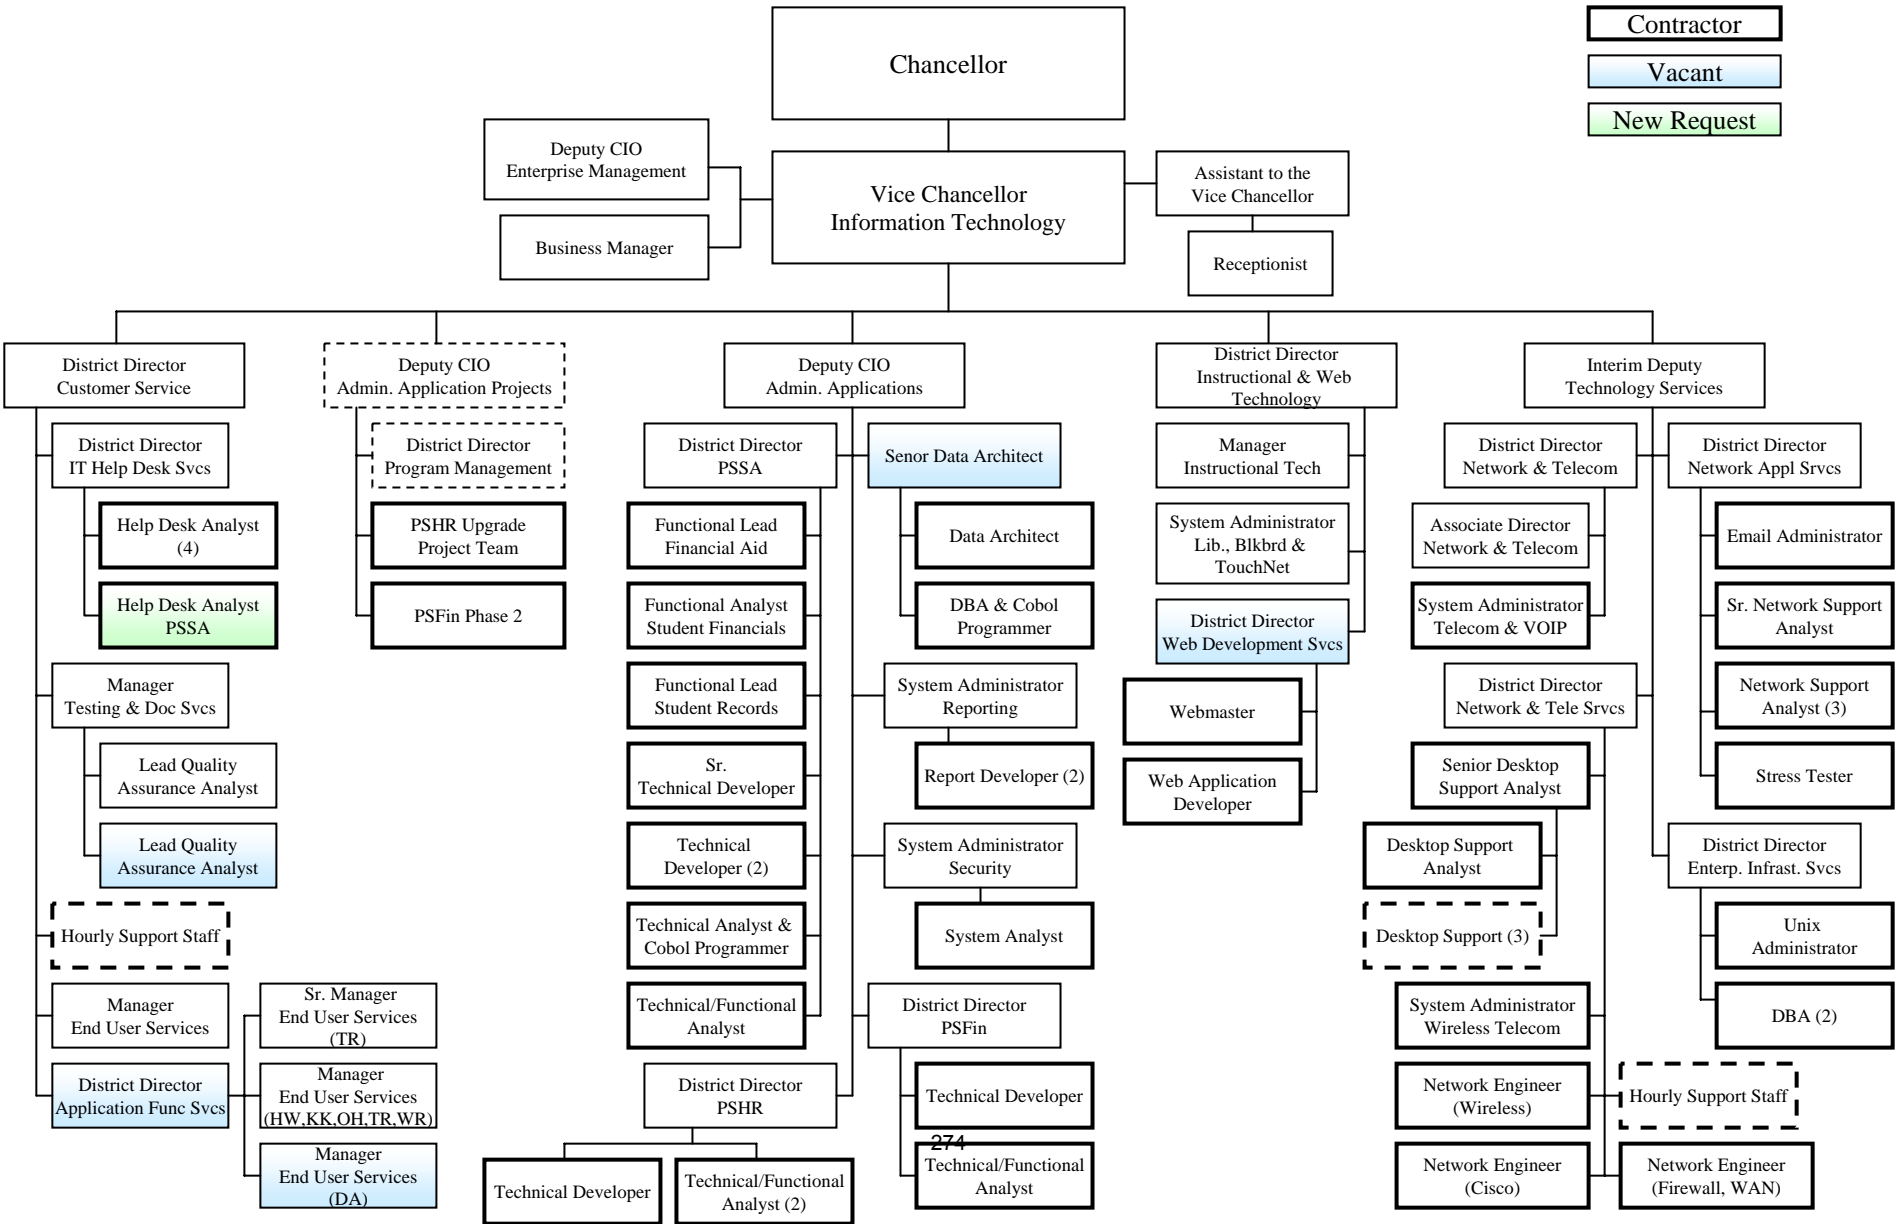 Chancellor
Contractor
Vacant
New Request
Deputy CIO
Enterprise Management
Business Manager
Vice Chancellor
Information Technology
Assistant to the
Vice Chancellor
Receptionist
District Director
Customer Service
Deputy CIO
Admin. Application Projects
Deputy CIO
Admin. Applications
District Director
Instructional & Web
Technology
Interim Deputy
Technology Services
District Director
IT Help Desk Svcs
Help Desk Analyst
(4)
Help Desk Analyst
PSSA
Manager
Testing & Doc Svcs
Lead Quality
Assurance Analyst
Lead Quality
Assurance Analyst
Hourly Support Staff
Manager
End User Services
District Director
Application Func Svcs
Sr. Manager
End User Services
(TR)
Manager
End User Services
(HW,KK,OH,TR,WR)
Manager
End User Services
(DA)
District Director
Program Management
PSHR Upgrade
Project Team
PSFin Phase 2
District Director
PSSA
Functional Lead
Financial Aid
Functional Analyst
Student Financials
Functional Lead
Student Records
Sr.
Technical Developer
Technical
Developer (2)
Technical Analyst &
Cobol Programmer
Technical/Functional
Analyst
Senor Data Architect
Data Architect
DBA & Cobol
Programmer
System Administrator
Reporting
Report Developer (2)
System Administrator
Security
System Analyst
District Director
PSFin
Technical Developer
274
Technical/Functional
Analyst
District Director
PSHR
Technical Developer
Technical/Functional
Analyst (2)
Manager
Instructional Tech
System Administrator
Lib., Blkbrd &
TouchNet
District Director
Web Development Svcs
Webmaster
Web Application
Developer
District Director
Network & Telecom
Associate Director
Network & Telecom
System Administrator
Telecom & VOIP
District Director
Network & Tele Srvcs
Senior Desktop
Support Analyst
Desktop Support
Analyst
Desktop Support (3)
System Administrator
Wireless Telecom
Network Engineer
(Wireless)
Network Engineer
(Cisco)
Hourly Support Staff
Network Engineer
(Firewall, WAN)
District Director
Network Appl Srvcs
Email Administrator
Sr. Network Support
Analyst
Network Support
Analyst (3)
Stress Tester
District Director
Enterp. Infrast. Svcs
Unix
Administrator
DBA (2)